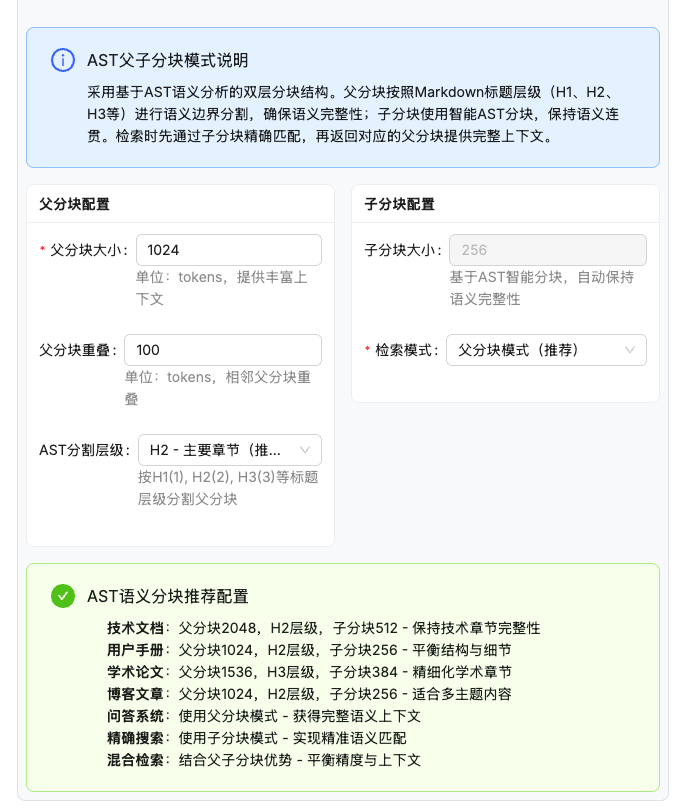 AST父子分块模式说明
采用基于AST语义分析的双层分块结构。父分块按照Markdown标题层级（H1、H2、
H3等）进行语义边界分割，确保语义完整性；子分块使用智能AST分块，保持语义连
贯。检索时先通过子分块精确匹配，再返回对应的父分块提供完整上下文。
父分块配置
* 父分块大小： 1024
单位：tokens，提供丰富上
下文
父分块重叠： 100
单位：tokens，相邻父分块重
叠
AST分割层级： H2 - 主要章节（推...
按H1(1), H2(2), H3(3)等标题
层级分割父分块
子分块配置
子分块大小： 256
基于AST智能分块，自动保持
语义完整性
* 检索模式： 父分块模式（推荐）
AST语义分块推荐配置
技术文档：父分块2048，H2层级，子分块512 - 保持技术章节完整性
用户手册：父分块1024，H2层级，子分块256 - 平衡结构与细节
学术论文：父分块1536，H3层级，子分块384 - 精细化学术章节
博客文章：父分块1024，H2层级，子分块256 - 适合多主题内容
问答系统：使用父分块模式 - 获得完整语义上下文
精确搜索：使用子分块模式 - 实现精准语义匹配
混合检索：结合父子分块优势 - 平衡精度与上下文